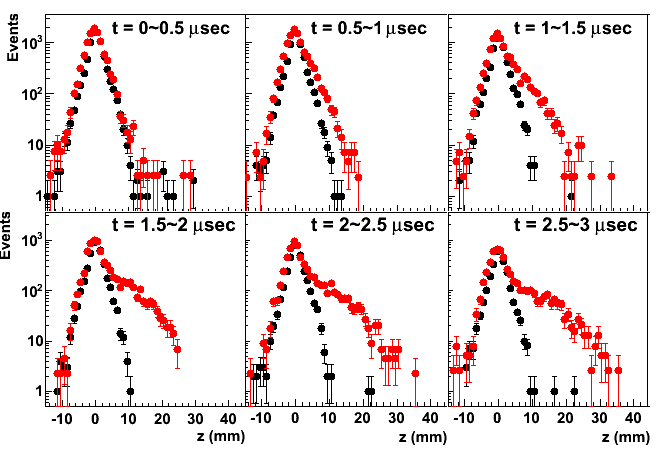 t = 0~0.5 μsec t = 0.5~1 μsec t = 1~1.5 μsec
Events
10³
10²
10
1
t = 1.5~2 μsec t = 2~2.5 μsec t = 2.5~3 μsec
Events
10³
10²
10
1
-10 0 10 20 30 40 -10 0 10 20 30 40 -10 0 10 20 30 40
z (mm) z (mm) z (mm)